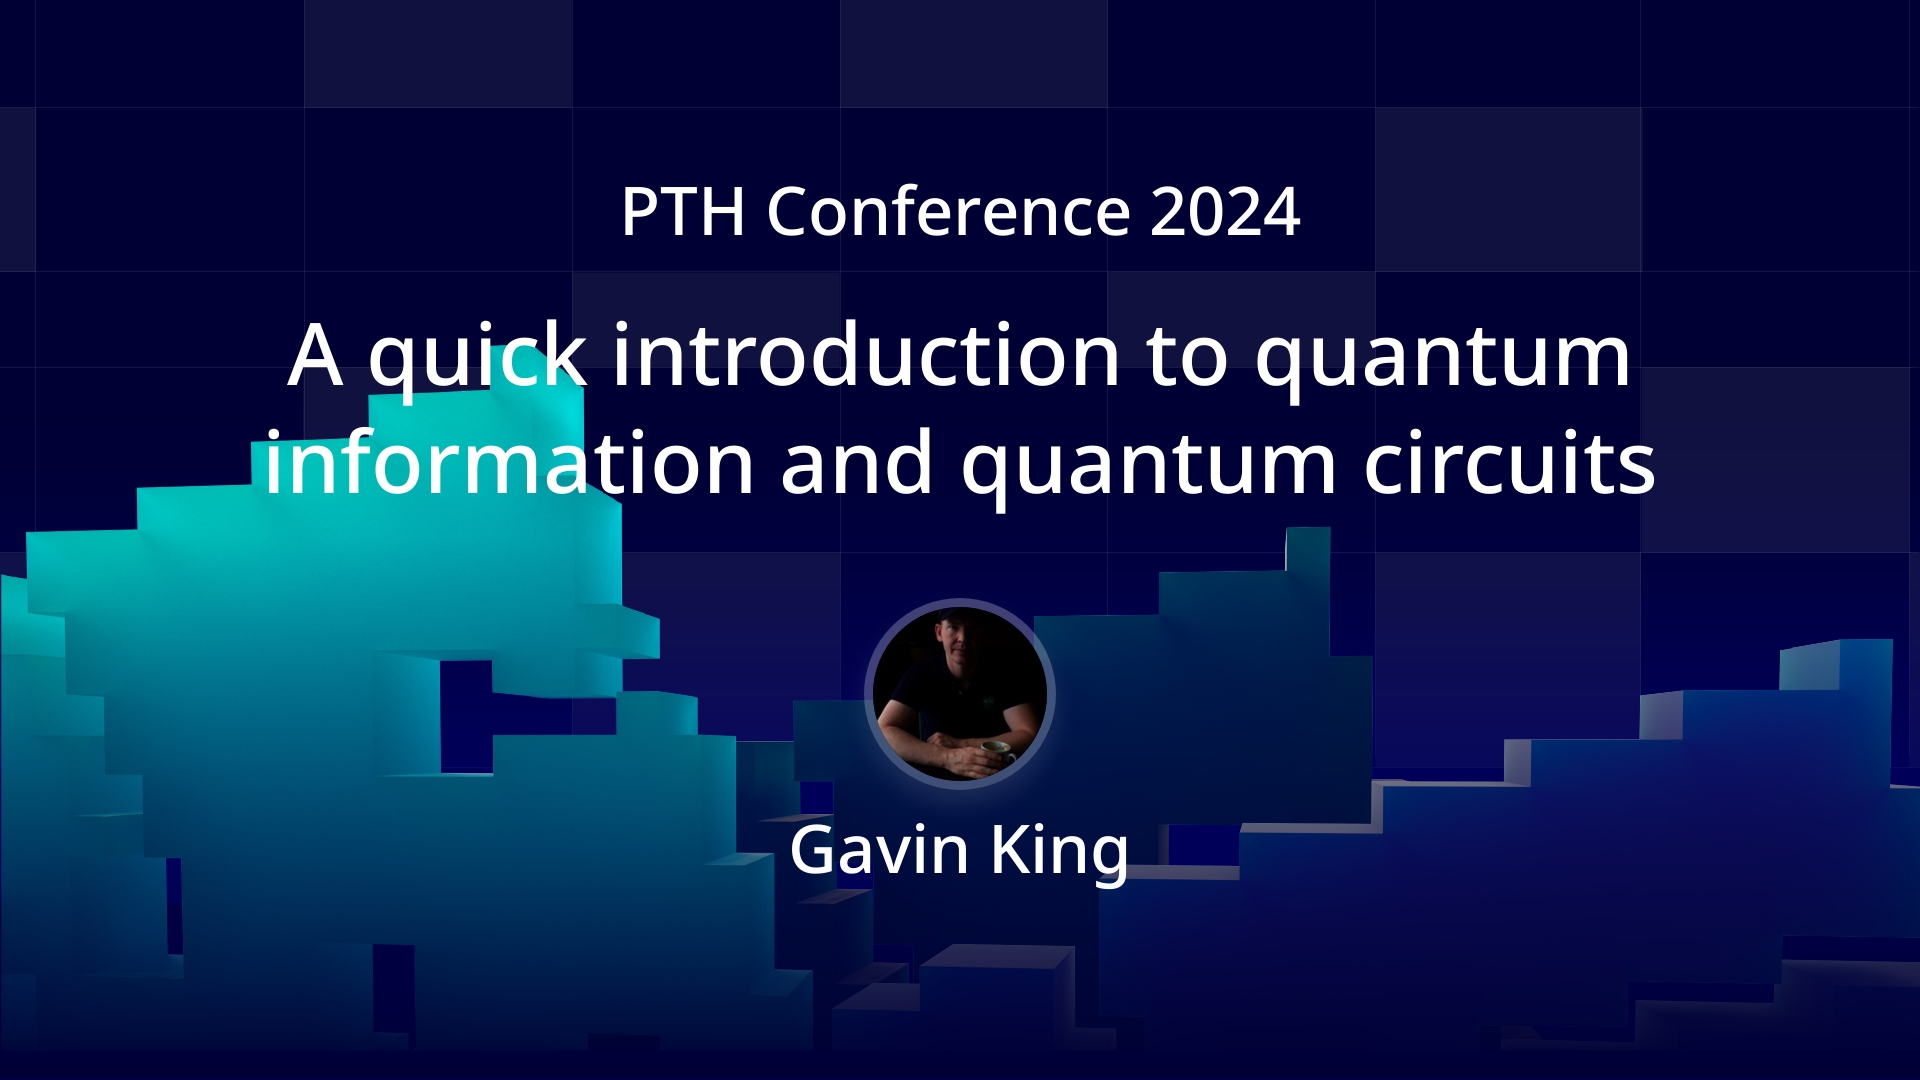 PTH Conference 2024
A quick introduction to quantum
information and quantum circuits
Gavin King